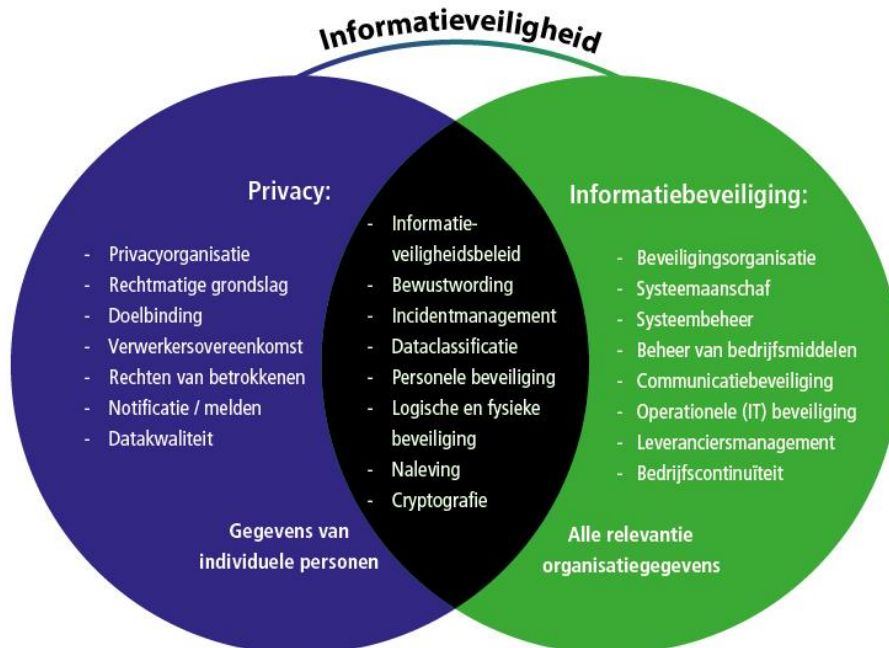 Informatieveiligheid
Privacy:
- Privacyorganisatie
- Rechtmatige grondslag
- Doelbinding
- Verwerkersovereenkomst
- Rechten van betrokkenen
- Notificatie / melden
- Datakwaliteit
Gegevens van
individuele personen
- Informatie-
veiligheidsbeleid
- Bewustwording
- Incidentmanagement
- Dataclassificatie
- Personele beveiliging
- Logische en fysieke
beveiliging
- Naleving
- Cryptografie
Informatiebeveiliging:
- Beveiligingsorganisatie
- Systeemaanschaf
- Systeembeheer
- Beheer van bedrijfsmiddelen
- Communicatiebeveiliging
- Operationele (IT) beveiliging
- Leveranciersmanagement
- Bedrijfscontinuïteit
Alle relevantie
organisatiegegevens